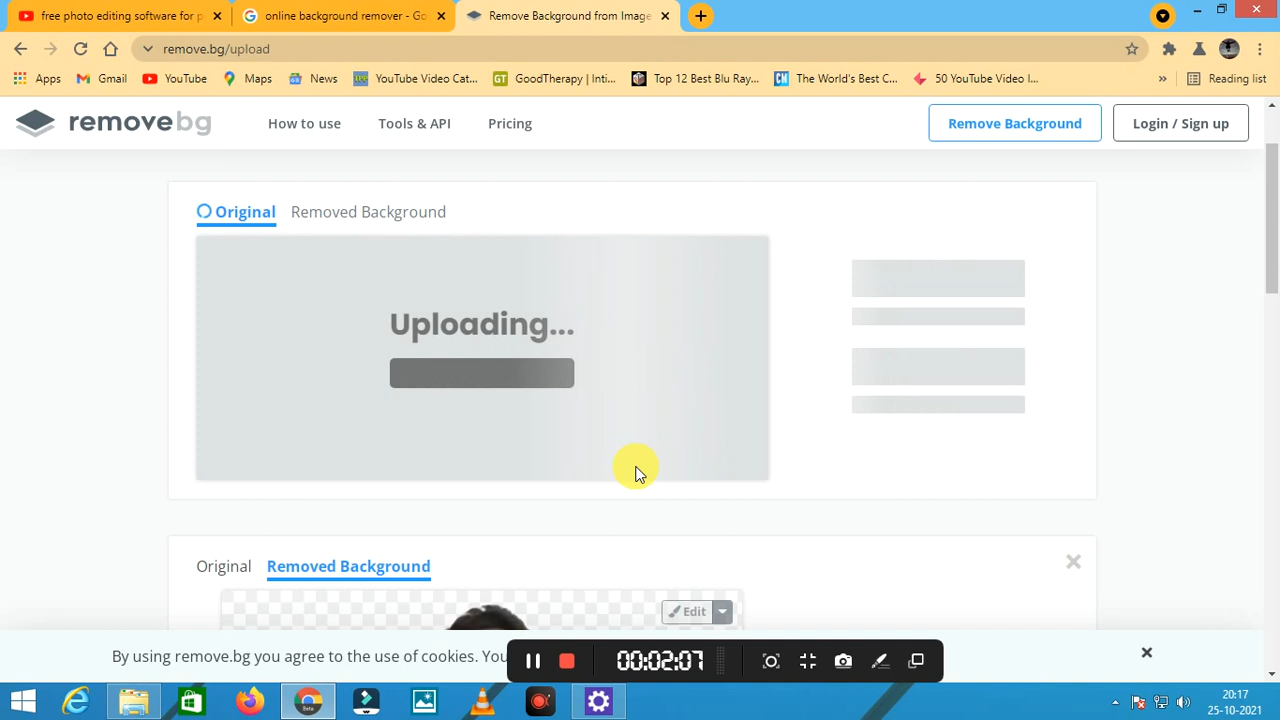 free photo editing software for p
online background remover - Go
Remove Background from Image
remove.bg/upload
Apps
Gmail
YouTube
Maps
News
YouTube Video Cat...
GoodTherapy | Inti...
Top 12 Best Blu Ray...
The World's Best C...
50 YouTube Video I...
»
Reading list
removebg
How to use
Tools & API
Pricing
Remove Background
Login / Sign up
Original
Removed Background
Uploading...
Original
Removed Background
Edit
By using remove.bg you agree to the use of cookies. You
00:02:07
20:17
25-10-2021